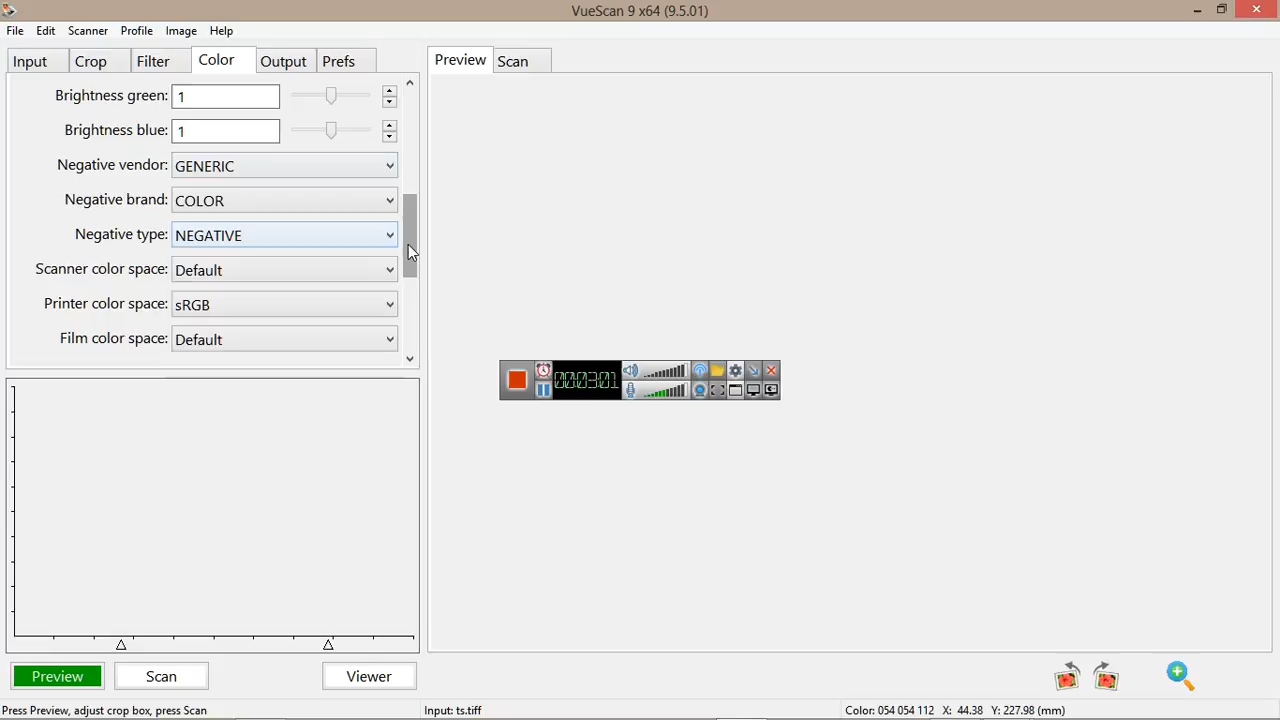 VueScan 9 x64 (9.5.01)
File Edit Scanner Profile Image Help
Input Crop Filter Color Output Prefs
Preview Scan
Brightness green: 1
Brightness blue: 1
Negative vendor: GENERIC
Negative brand: COLOR
Negative type: NEGATIVE
Scanner color space: Default
Printer color space: sRGB
Film color space: Default
00:03:01
Preview Scan Viewer
Press Preview, adjust crop box, press Scan Input: ts.tiff Color: 054 054 112 X: 44.38 Y: 227.98 (mm)